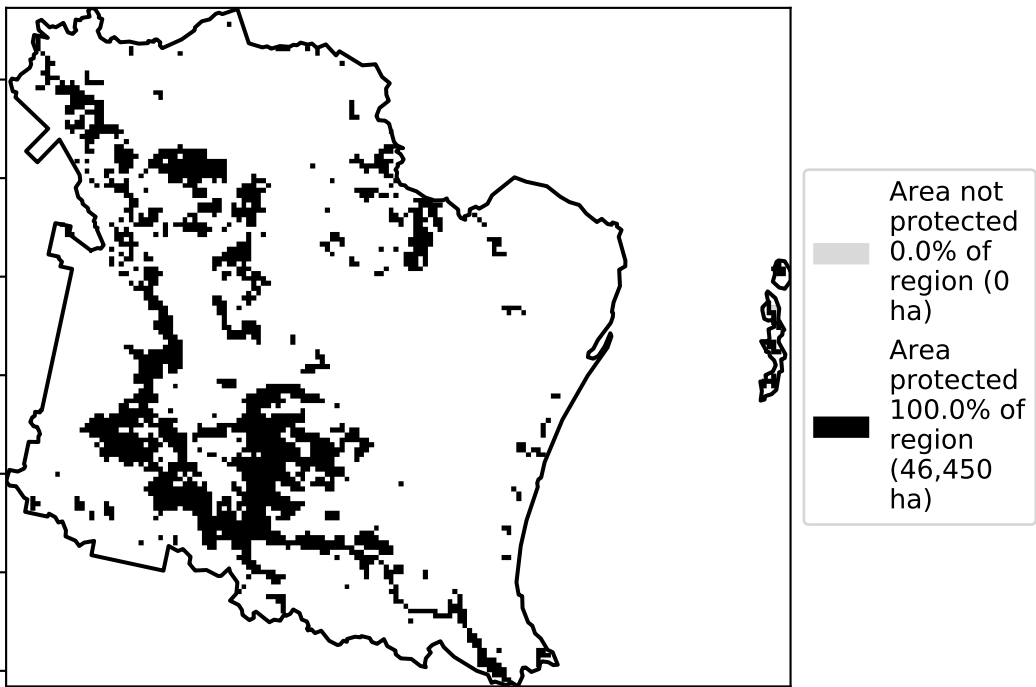 Area not
protected
0.0% of
region (0
ha)
Area
protected
100.0% of
region
(46,450
ha)